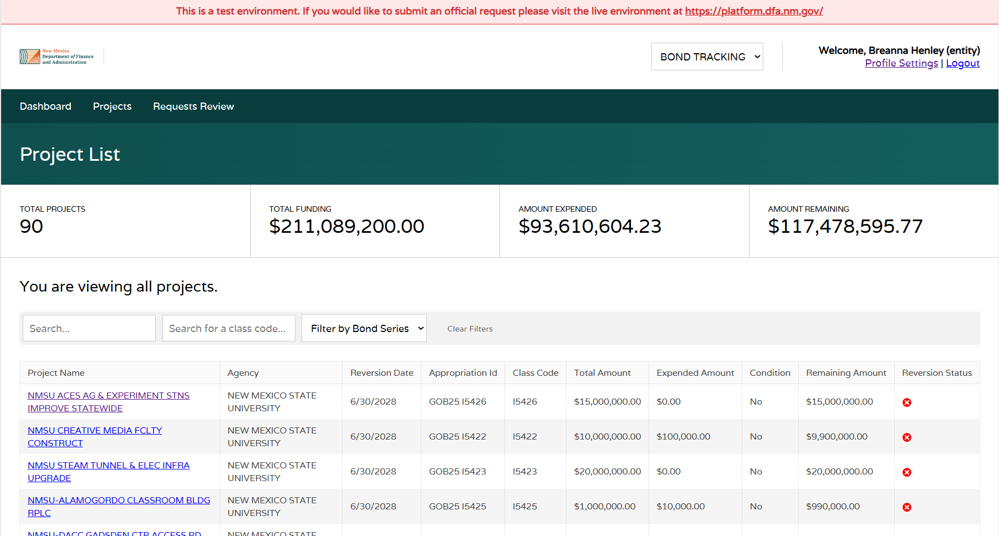 This is a test environment. If you would like to submit an official request please visit the live environment at https://platform.dfa.nm.gov/
New Mexico
Department of Finance
and Administration
BOND TRACKING
Welcome, Breanna Henley (entity)
Profile Settings | Logout
Dashboard Projects Requests Review
Project List
TOTAL PROJECTS
90
TOTAL FUNDING
$211,089,200.00
AMOUNT EXPENDED
$93,610,604.23
AMOUNT REMAINING
$117,478,595.77
You are viewing all projects.
Search... Search for a class code... Filter by Bond Series Clear Filters
Project Name Agency Reversion Date Appropriation Id Class Code Total Amount Expended Amount Condition Remaining Amount Reversion Status
NMSU ACES AG & EXPERIMENT STNS
IMPROVE STATEWIDE
NEW MEXICO STATE
UNIVERSITY
6/30/2028 GOB25 I5426 I5426 $15,000,000.00 $0.00 No $15,000,000.00
NMSU CREATIVE MEDIA FCLTY
CONSTRUCT
NEW MEXICO STATE
UNIVERSITY
6/30/2028 GOB25 I5422 I5422 $10,000,000.00 $100,000.00 No $9,900,000.00
NMSU STEAM TUNNEL & ELEC INFRA
UPGRADE
NEW MEXICO STATE
UNIVERSITY
6/30/2028 GOB25 I5423 I5423 $20,000,000.00 $0.00 No $20,000,000.00
NMSU-ALAMOGORDO CLASSROOM BLDG
RPLC
NEW MEXICO STATE
UNIVERSITY
6/30/2028 GOB25 I5425 I5425 $1,000,000.00 $10,000.00 No $990,000.00
NMSU-DACC GADSDEN CTR ACCESS RD
NEW MEXICO STATE